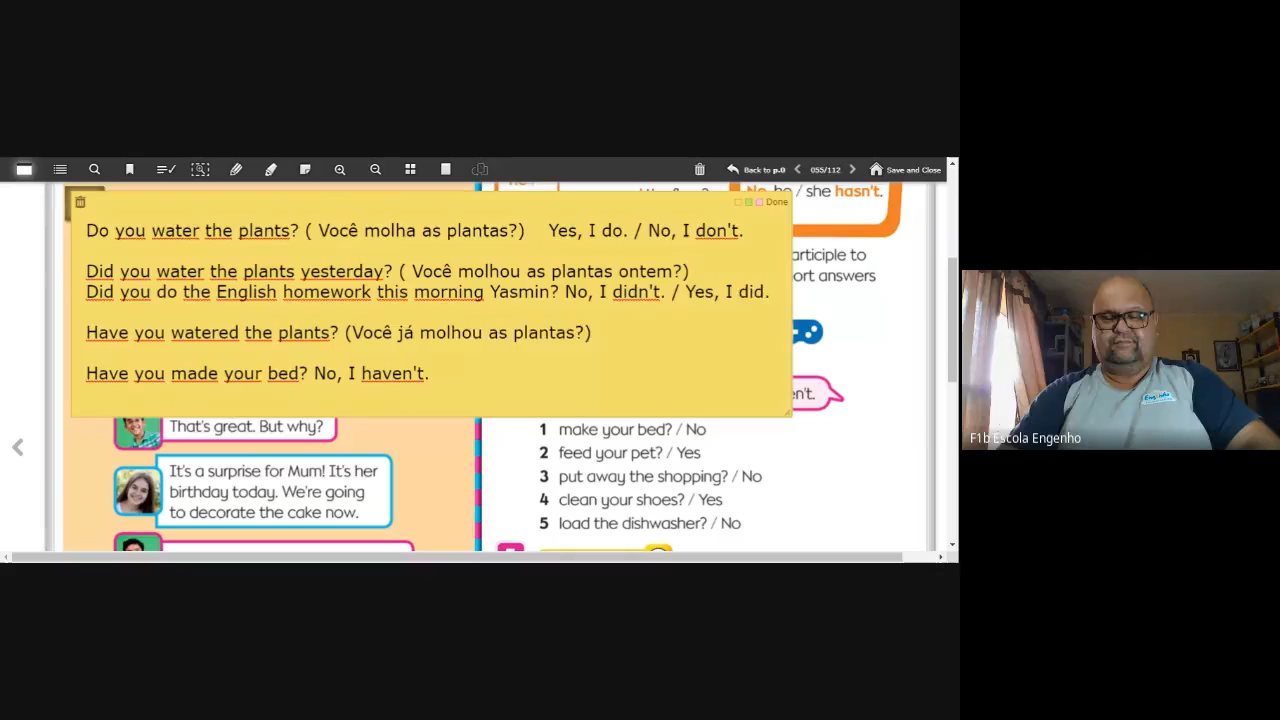 Back to p.0
055/112
Save and Close
Done
Do you water the plants? ( Você molha as plantas?) Yes, I do. / No, I don't.
Did you water the plants yesterday? ( Você molhou as plantas ontem?)
Did you do the English homework this morning Yasmin? No, I didn't. / Yes, I did.
Have you watered the plants? (Você já molhou as plantas?)
Have you made your bed? No, I haven't.
That's great. But why?
It's a surprise for Mum! It's her
birthday today. We're going
to decorate the cake now.
No, he / she hasn't.
articiple to
ort answers
en't.
1 make your bed? / No
2 feed your pet? / Yes
3 put away the shopping? / No
4 clean your shoes? / Yes
5 load the dishwasher? / No
Engenho
F1b Escola Engenho